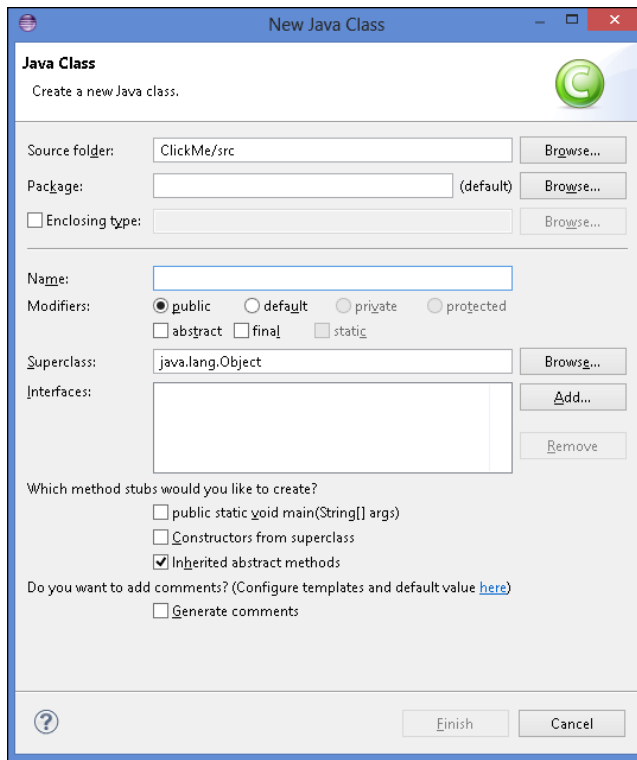 New Java Class
Java Class
Create a new Java class.
C
Source folder: ClickMe/src Browse...
Package: (default) Browse...
Enclosing type: Browse...
Name:
Modifiers: public default private protected
abstract final static
Superclass: java.lang.Object Browse...
Interfaces: Add...
Remove
Which method stubs would you like to create?
public static void main(String[] args)
Constructors from superclass
Inherited abstract methods
Do you want to add comments? (Configure templates and default value here)
Generate comments
? Finish Cancel